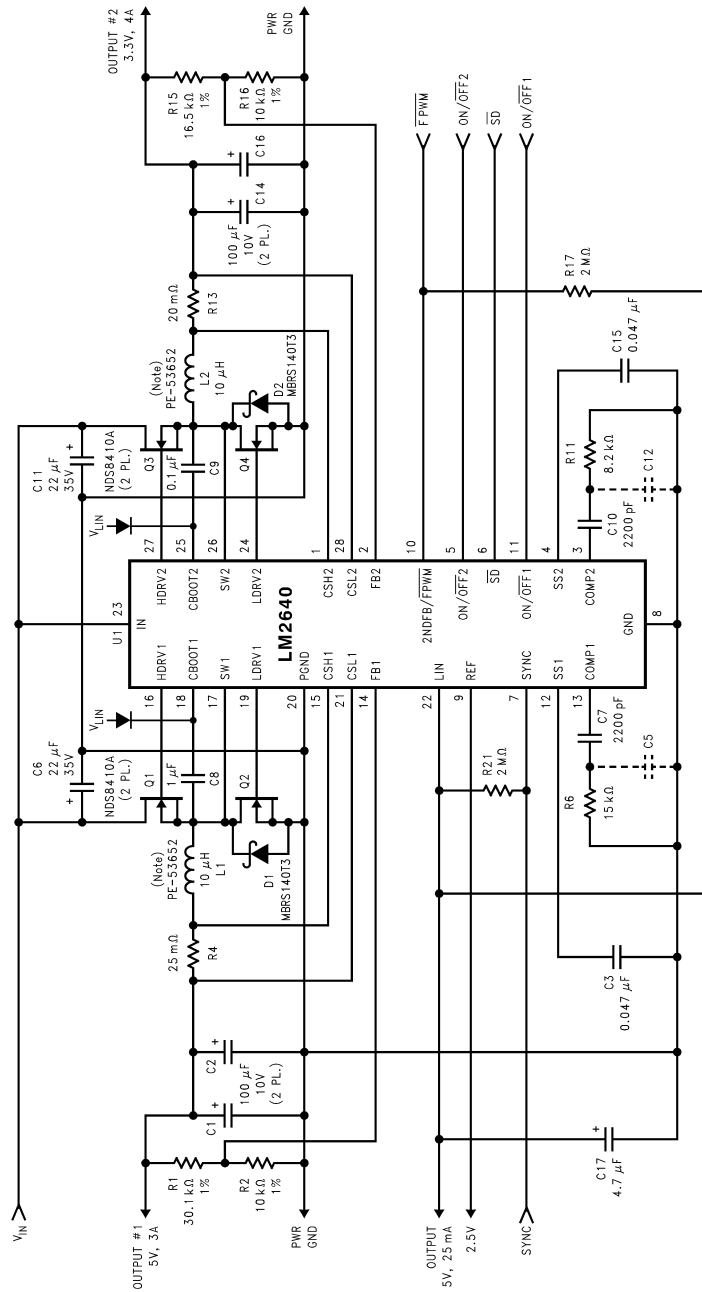 V_IN
OUTPUT #1
5V, 3A
R1
30.1 kΩ
1%
R2
10 kΩ
1%
PWR
GND
C1
C2
100 μF
10V
(2 PL.)
25 mΩ
R4
(Note)
PE-53652
10 μH
L1
D1
MBRS140T3
C6
22 μF
35V
NDS8410A
(2 PL.)
Q1
Q2
1 μF
C8
V_LIN
16
18
17
19
20
15
21
14
22
9
7
12
13
U1
23
IN
HDRV1
CBOOT1
SW1
LDRV1
PGND
CSH1
CSL1
FB1
LIN
REF
SYNC
SS1
COMP1
LM2640
HDRV2
CBOOT2
SW2
LDRV2
CSH2
CSL2
FB2
2NDFB/FPWM
ON/OFF2
SD
ON/OFF1
SS2
COMP2
GND
8
27
25
26
24
1
28
2
10
5
6
11
4
3
V_LIN
C11
22 μF
35V
NDS8410A
(2 PL.)
Q3
0.1 μF
C9
Q4
(Note)
PE-53652
L2
10 μH
D2
MBRS140T3
20 mΩ
R13
100 μF
10V
(2 PL.)
C14
C16
OUTPUT #2
3.3V, 4A
R15
16.5 kΩ
1%
R16
10 kΩ
1%
PWR
GND
FPWM
ON/OFF2
SD
ON/OFF1
R17
2 MΩ
C15
0.047 μF
R11
8.2 kΩ
C12
C10
2200 pF
OUTPUT
5V, 25 mA
2.5V
SYNC
C17
4.7 μF
C3
0.047 μF
R21
2 MΩ
R6
15 kΩ
C7
2200 pF
C5